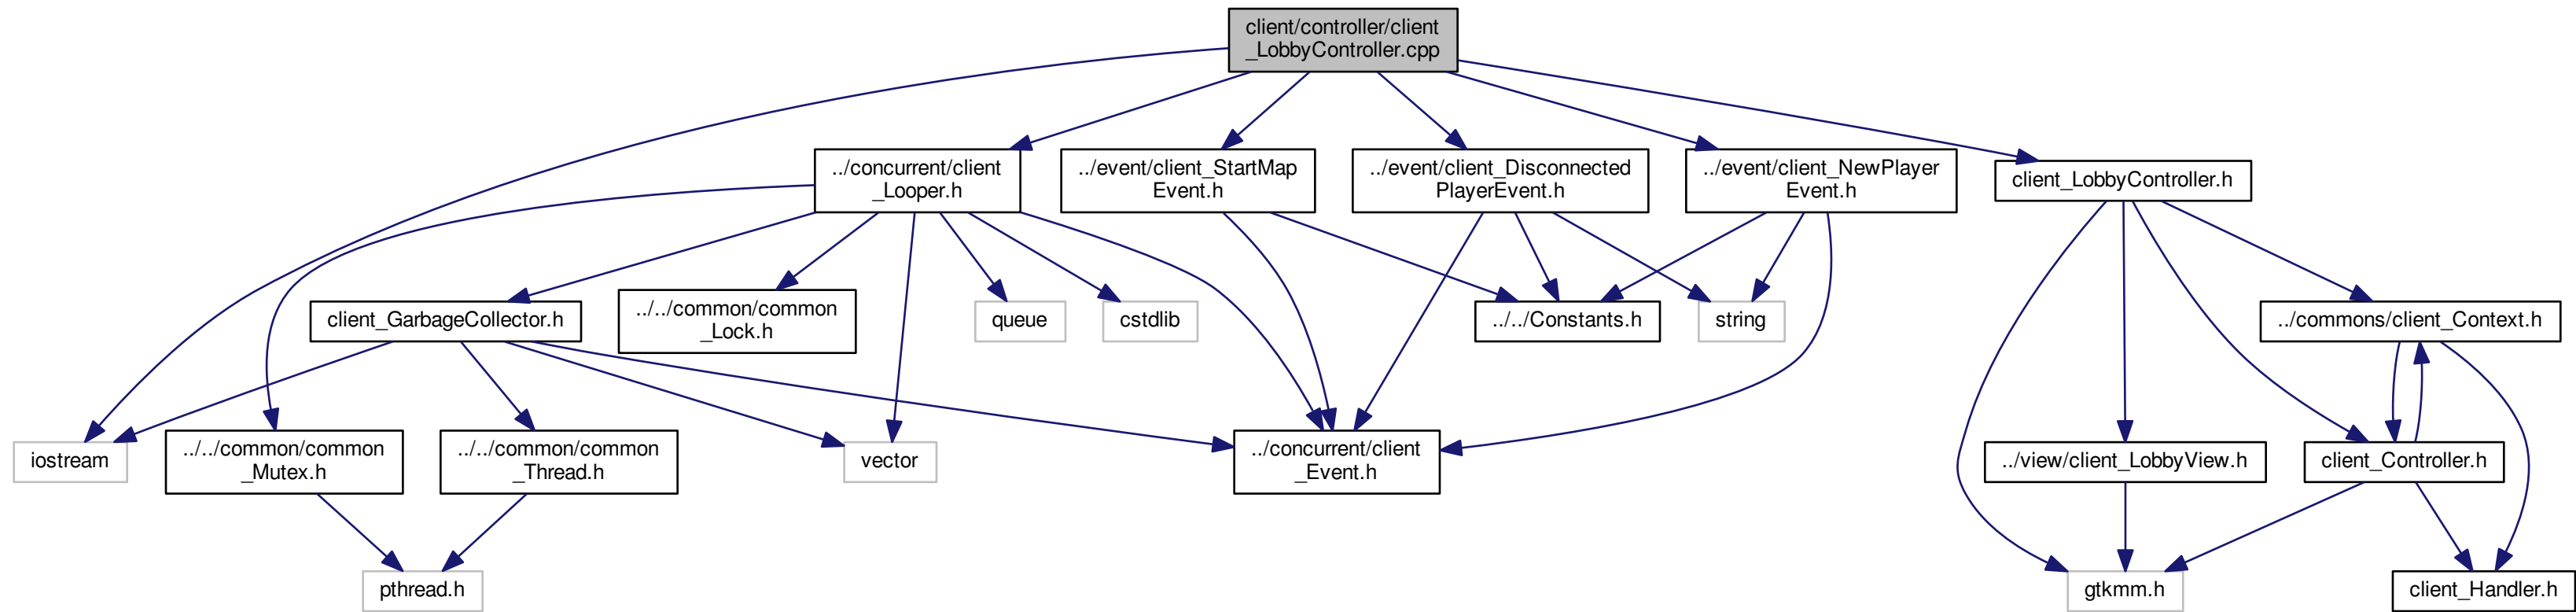 client/controller/client
_LobbyController.cpp
../concurrent/client
_Looper.h
../event/client_StartMap
Event.h
../event/client_Disconnected
PlayerEvent.h
../event/client_NewPlayer
Event.h
client_LobbyController.h
client_GarbageCollector.h
../../common/common
_Lock.h
queue
cstdlib
../../Constants.h
string
../commons/client_Context.h
iostream
../../common/common
_Mutex.h
../../common/common
_Thread.h
vector
../concurrent/client
_Event.h
../view/client_LobbyView.h
client_Controller.h
pthread.h
gtkmm.h
client_Handler.h